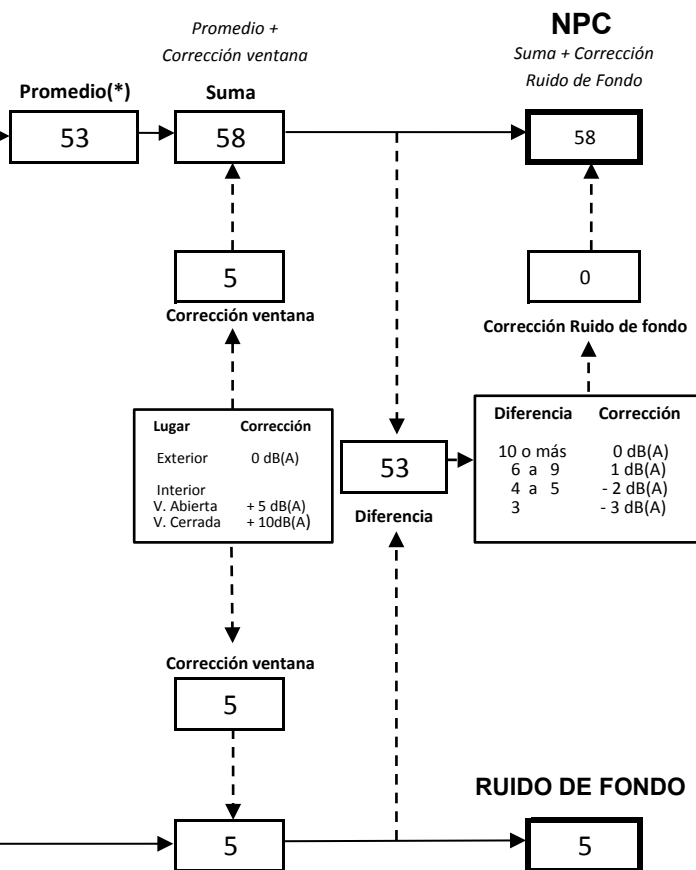 Promedio +
Corrección ventana
NPC
Suma + Corrección
Ruido de Fondo
Promedio(*)
Suma
53
58
58
5
0
Corrección ventana
Corrección Ruido de fondo
Lugar Corrección
Exterior 0 dB(A)
Interior
V. Abierta + 5 dB(A)
V. Cerrada + 10dB(A)
53
Diferencia
Diferencia Corrección
10 o más 0 dB(A)
6 a 9 1 dB(A)
4 a 5 - 2 dB(A)
3 - 3 dB(A)
Corrección ventana
5
RUIDO DE FONDO
5
5